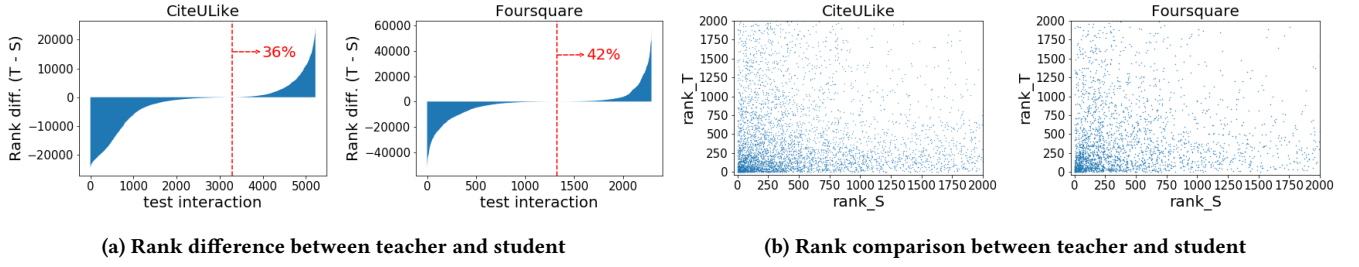 CiteULike
Rank diff. (T - S)
20000
10000
0
−10000
−20000
36%
0 1000 2000 3000 4000 5000
test interaction
Foursquare
Rank diff. (T - S)
60000
40000
20000
0
−20000
−40000
42%
0 500 1000 1500 2000
test interaction
(a) Rank difference between teacher and student
CiteULike
rank_T
2000
1750
1500
1250
1000
750
500
250
0
0 250 500 750 1000 1250 1500 1750 2000
rank_S
Foursquare
rank_T
2000
1750
1500
1250
1000
750
500
250
0
0 250 500 750 1000 1250 1500 1750 2000
rank_S
(b) Rank comparison between teacher and student